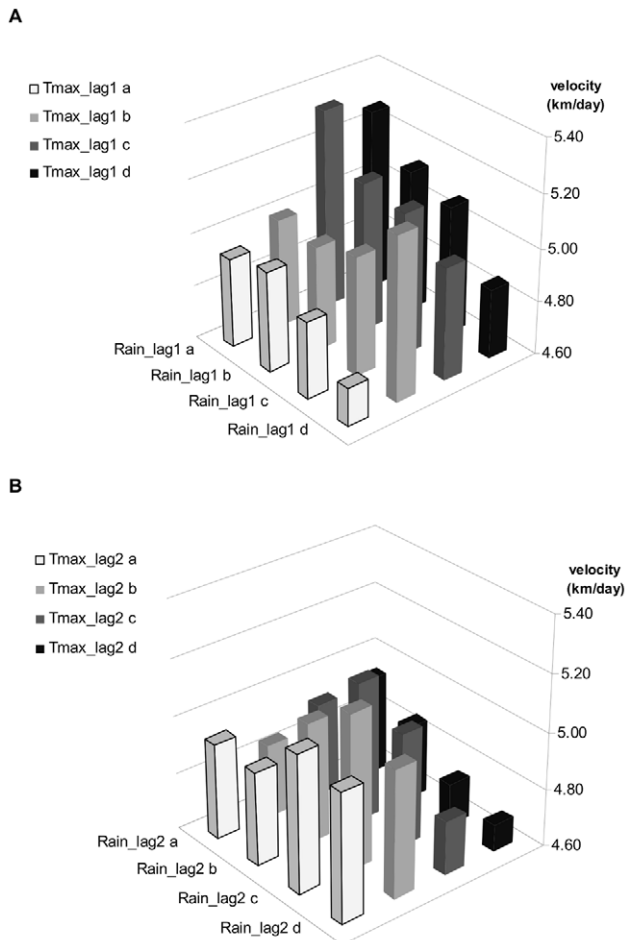 A
velocity
(km/day)
Tmax_lag1 a
Tmax_lag1 b
Tmax_lag1 c
Tmax_lag1 d
5.40
5.20
5.00
4.80
4.60
Rain_lag1 a
Rain_lag1 b
Rain_lag1 c
Rain_lag1 d
B
velocity
(km/day)
Tmax_lag2 a
Tmax_lag2 b
Tmax_lag2 c
Tmax_lag2 d
5.40
5.20
5.00
4.80
4.60
Rain_lag2 a
Rain_lag2 b
Rain_lag2 c
Rain_lag2 d